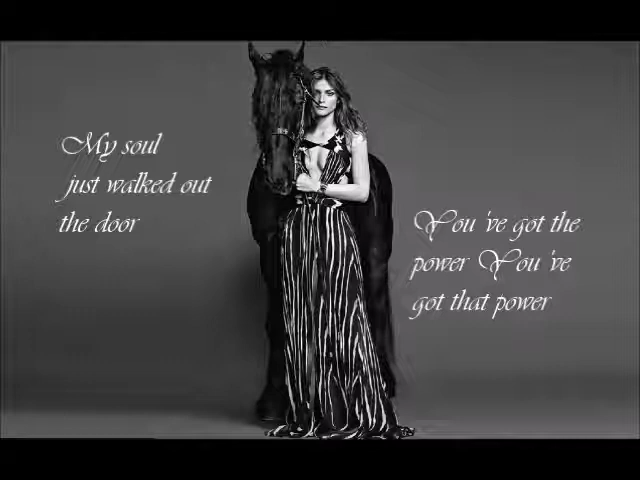 My soul
just walked out
the door
You 've got the
power You 've
got that power